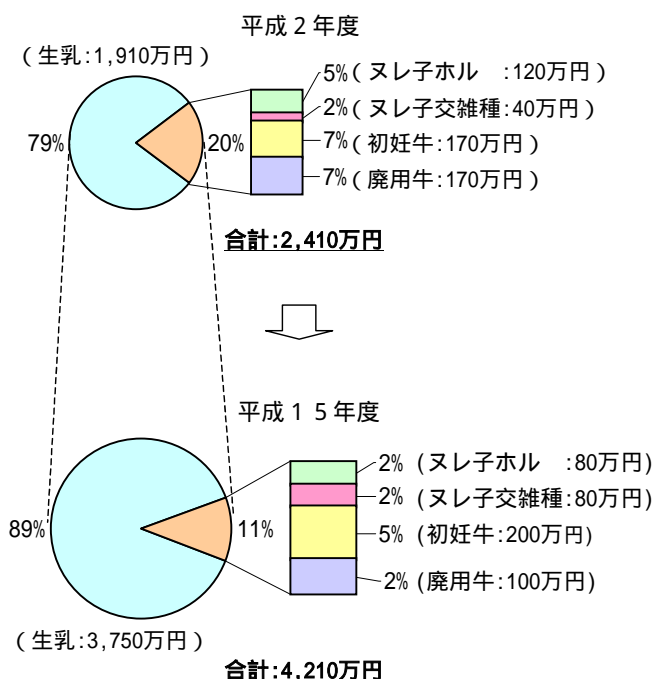 平成２年度
（生乳:1,910万円）
79%
20%
5%（ヌレ子ホル　:120万円）
2%（ヌレ子交雑種:40万円）
7%（初妊牛:170万円）
7%（廃用牛:170万円）
合計:2,410万円
平成１５年度
89%
11%
2% (ヌレ子ホル　:80万円)
2% (ヌレ子交雑種:80万円)
5% (初妊牛:200万円)
2% (廃用牛:100万円)
（生乳:3,750万円）
合計:4,210万円